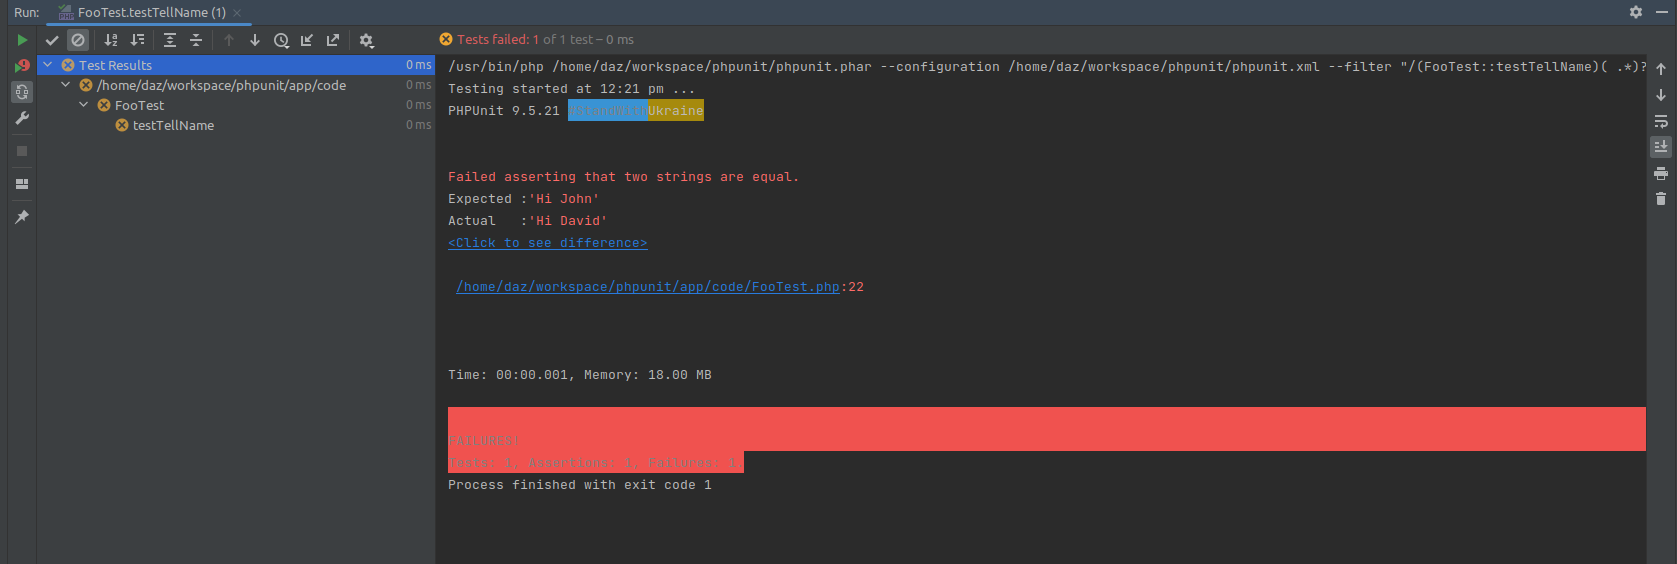 Run: FooTest.testTellName (1)
Tests failed: 1 of 1 test – 0 ms
Test Results 0 ms
/home/daz/workspace/phpunit/app/code 0 ms
FooTest 0 ms
testTellName 0 ms
/usr/bin/php /home/daz/workspace/phpunit/phpunit.phar --configuration /home/daz/workspace/phpunit/phpunit.xml --filter "/(FooTest::testTellName)( .*)?
Testing started at 12:21 pm ...
PHPUnit 9.5.21 #StandWithUkraine
Failed asserting that two strings are equal.
Expected :'Hi John'
Actual   :'Hi David'
<Click to see difference>
/home/daz/workspace/phpunit/app/code/FooTest.php:22
Time: 00:00.001, Memory: 18.00 MB
FAILURES!
Tests: 1, Assertions: 1, Failures: 1.
Process finished with exit code 1